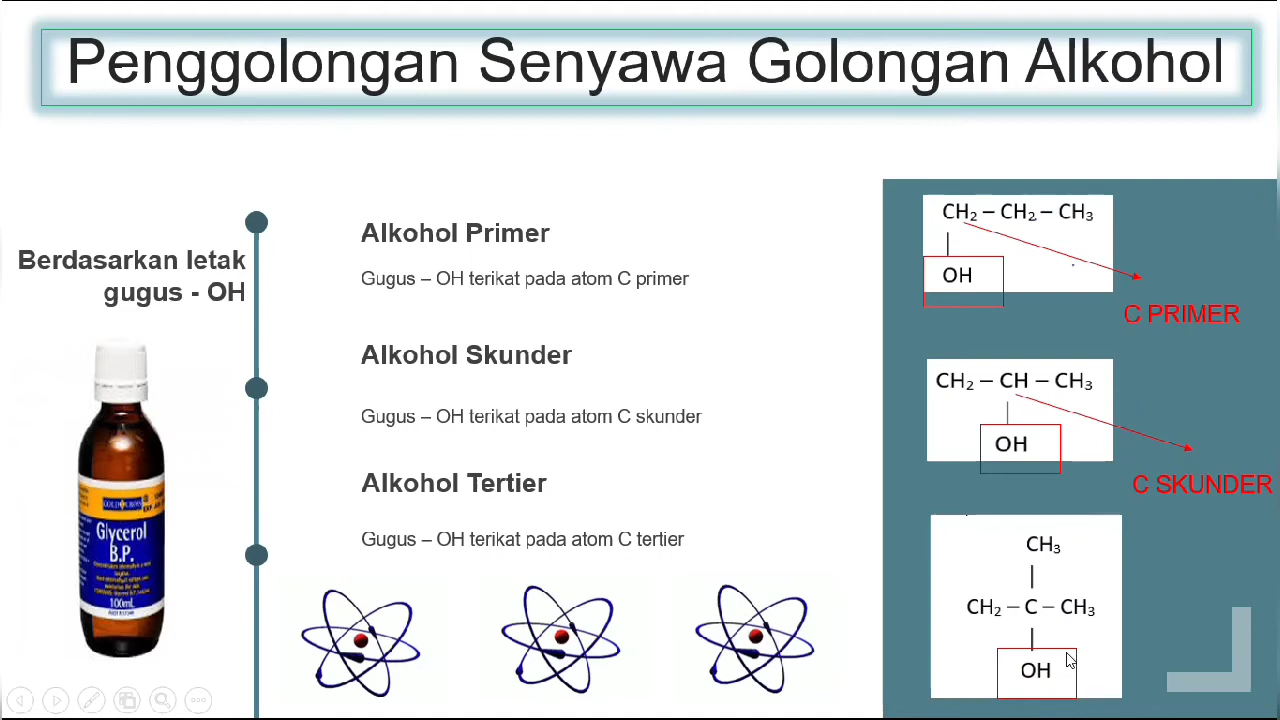 Penggolongan Senyawa Golongan Alkohol
Berdasarkan letak
gugus - OH
Alkohol Primer
Gugus – OH terikat pada atom C primer
Alkohol Skunder
Gugus – OH terikat pada atom C skunder
Alkohol Tertier
Gugus – OH terikat pada atom C tertier
CH₂ – CH₂ – CH₃
OH
C PRIMER
CH₂ – CH – CH₃
OH
C SKUNDER
CH₃
CH₂ – C – CH₃
OH
Glycerol
B.P.
100mL